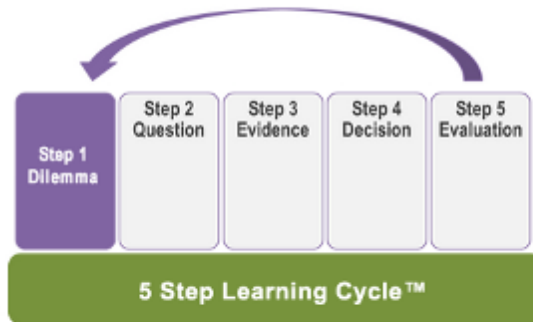 Step 1
Dilemma
Step 2
Question
Step 3
Evidence
Step 4
Decision
Step 5
Evaluation
5 Step Learning Cycle™